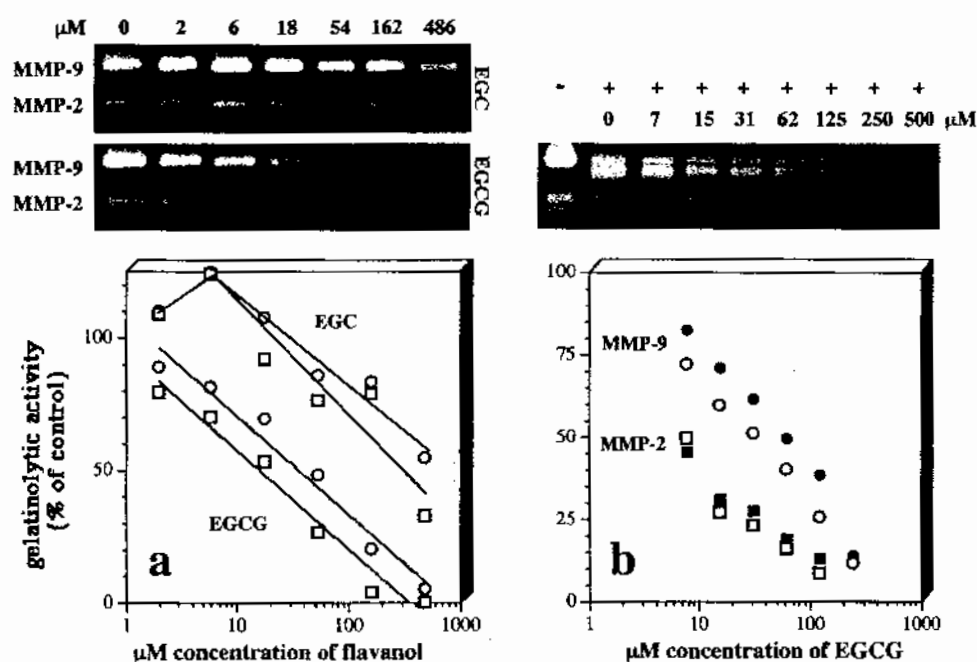 µM 0 2 6 18 54 162 486
MMP-9
MMP-2
EGC
MMP-9
MMP-2
EGCG
- + + + + + + + +
0 7 15 31 62 125 250 500 µM
gelatinolytic activity
(% of control)
100
50
0
EGC
EGCG
a
1 10 100 1000
µM concentration of flavanol
100
75
50
25
0
MMP-9
MMP-2
b
1 10 100 1000
µM concentration of EGCG